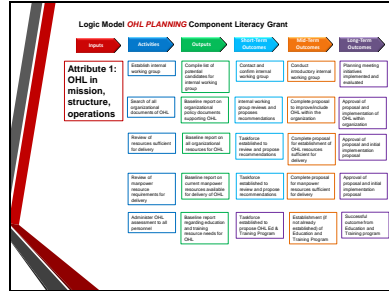 Logic Model OHL PLANNING Component Literacy Grant
Inputs
Activities
Outputs
Short-Term
Outcomes
Mid-Term
Outcomes
Long-Term
Outcomes
Attribute 1:
OHL in
mission,
structure,
operations
Establish internal
working group
Compile list of
potential
candidates for
internal working
group
Contact and
confirm internal
working group
Conduct
introductory internal
working group
Planning meeting
initiatives
implemented and
evaluated
Search of all
organizational
documents of OHL
Baseline report on
organizational
policy documents
supporting OHL
Internal working
group reviews and
proposes
recommendations
Complete proposal
to improve/include
OHL within the
organization
Approval of
proposal and
implementation of
OHL within
organization
Review of
resources sufficient
for delivery
Baseline report on
all organizational
resources for OHL
Taskforce
established to
review and propose
recommendations
Complete proposal
for establishment of
OHL resources
sufficient for
delivery
Approval of
proposal and initial
implementation
Review of
manpower
resource
requirements for
delivery
Baseline report on
current manpower
resources available
for delivery of OHL
Taskforce
established to
review and propose
recommendations
Complete proposal
for manpower
resources sufficient
for delivery
Approval of
proposal and initial
implementation
Administer OHL
assessment to all
personnel
Baseline report
regarding education
and training
resource needs for
OHL
Taskforce
established to
propose OHL Ed &
Training Program
Establishment (if
not already
established) of
Education and
Training Program
Successful
outcome from
Education and
Training Program